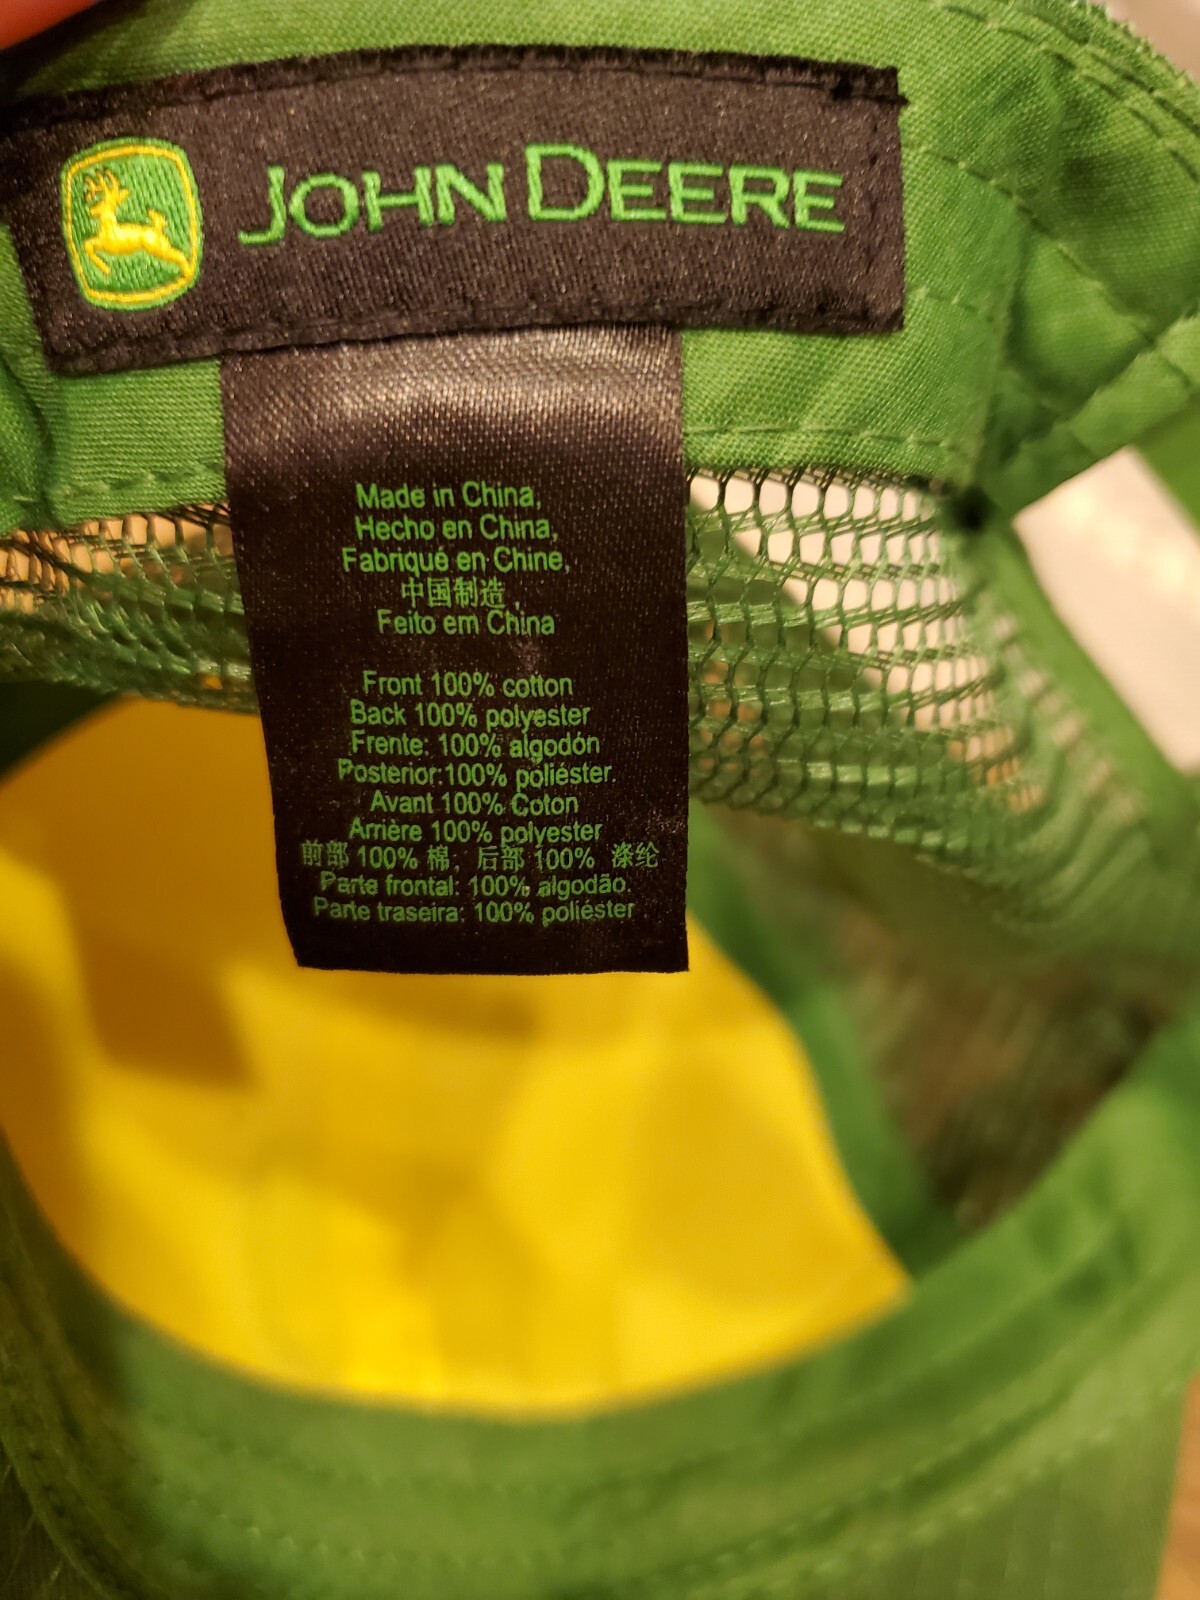 JOHN DEERE
Made in China,
Hecho en China,
Fabriqué en Chine,
中国制造,
Feito em China
Front 100% cotton
Back 100% polyester
Frente: 100% algodón
Posterior:100% poliéster.
Avant 100% Coton
Arrière 100% polyester
前部 100% 棉, 后部 100% 涤纶
Parte frontal: 100% algodão.
Parte traseira: 100% poliéster